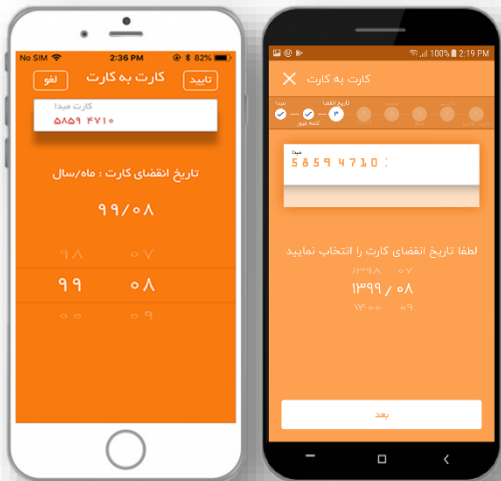 No SIM 2:36 PM 82%
تایید کارت به کارت لغو
کارت مبدا
۵۸۵۹ ۴۷۱۰
تاریخ انقضای کارت : ماه/سال
۹۹/۰۸
۹۸ ۰۷
۹۹ ۰۸
۰۰ ۰۹
100% 2:19 PM
کارت به کارت
مبدا تاریخ انقضا
۳
مبدا
5859 4710
لطفا تاریخ انقضای کارت را انتخاب نمایید
۱۳۹۸ ۰۷
۱۳۹۹ / ۰۸
۱۴۰۰ ۰۹
بعد